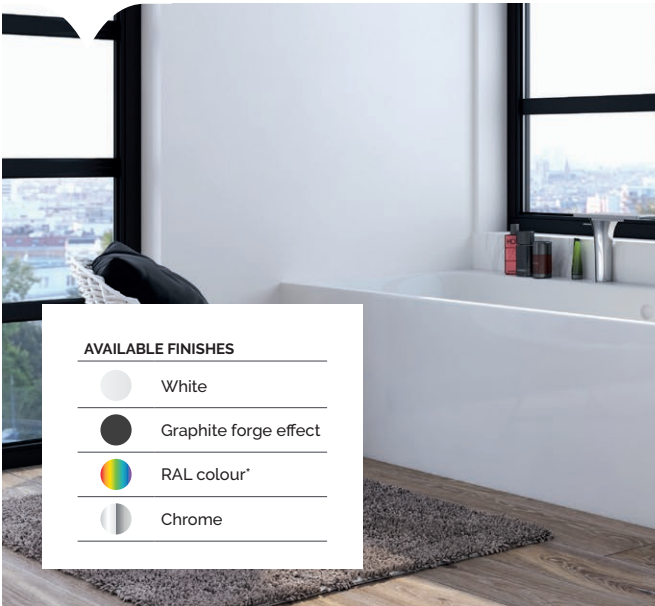 AVAILABLE FINISHES
White
Graphite forge effect
RAL colour*
Chrome